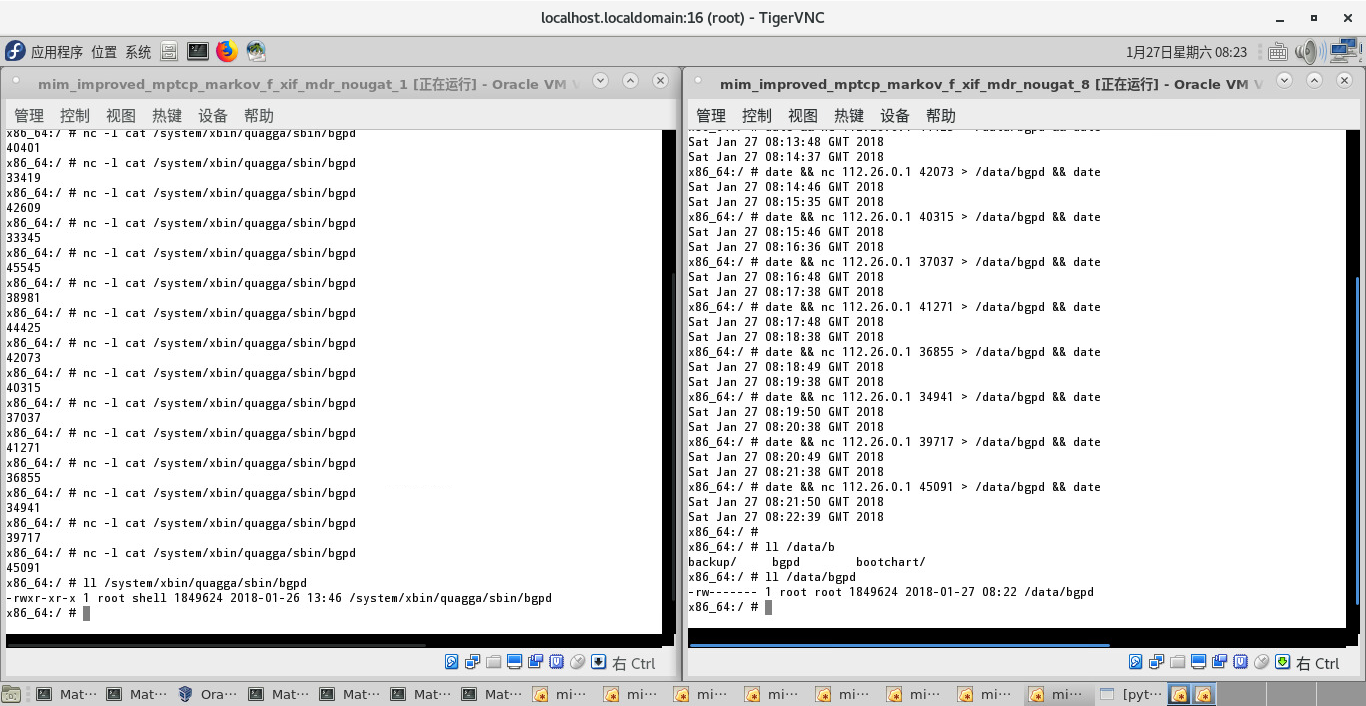 localhost.localdomain:16 (root) - TigerVNC
应用程序 位置 系统
1月27日星期六 08:23
mim_improved_mptcp_markov_f_xif_mdr_nougat_1 [正在运行] - Oracle VM V
管理 控制 视图 热键 设备 帮助
x86_64:/ # nc -l cat /system/xbin/quagga/sbin/bgpd
40401
x86_64:/ # nc -l cat /system/xbin/quagga/sbin/bgpd
33419
x86_64:/ # nc -l cat /system/xbin/quagga/sbin/bgpd
42609
x86_64:/ # nc -l cat /system/xbin/quagga/sbin/bgpd
33345
x86_64:/ # nc -l cat /system/xbin/quagga/sbin/bgpd
45545
x86_64:/ # nc -l cat /system/xbin/quagga/sbin/bgpd
38981
x86_64:/ # nc -l cat /system/xbin/quagga/sbin/bgpd
44425
x86_64:/ # nc -l cat /system/xbin/quagga/sbin/bgpd
42073
x86_64:/ # nc -l cat /system/xbin/quagga/sbin/bgpd
40315
x86_64:/ # nc -l cat /system/xbin/quagga/sbin/bgpd
37037
x86_64:/ # nc -l cat /system/xbin/quagga/sbin/bgpd
41271
x86_64:/ # nc -l cat /system/xbin/quagga/sbin/bgpd
36855
x86_64:/ # nc -l cat /system/xbin/quagga/sbin/bgpd
34941
x86_64:/ # nc -l cat /system/xbin/quagga/sbin/bgpd
39717
x86_64:/ # nc -l cat /system/xbin/quagga/sbin/bgpd
45091
x86_64:/ # ll /system/xbin/quagga/sbin/bgpd
-rwxr-xr-x 1 root shell 1849624 2018-01-26 13:46 /system/xbin/quagga/sbin/bgpd
x86_64:/ #
右 Ctrl
mim_improved_mptcp_markov_f_xif_mdr_nougat_8 [正在运行] - Oracle VM V
管理 控制 视图 热键 设备 帮助
Sat Jan 27 08:13:48 GMT 2018
Sat Jan 27 08:14:37 GMT 2018
x86_64:/ # date && nc 112.26.0.1 42073 > /data/bgpd && date
Sat Jan 27 08:14:46 GMT 2018
Sat Jan 27 08:15:35 GMT 2018
x86_64:/ # date && nc 112.26.0.1 40315 > /data/bgpd && date
Sat Jan 27 08:15:46 GMT 2018
Sat Jan 27 08:16:36 GMT 2018
x86_64:/ # date && nc 112.26.0.1 37037 > /data/bgpd && date
Sat Jan 27 08:16:48 GMT 2018
Sat Jan 27 08:17:38 GMT 2018
x86_64:/ # date && nc 112.26.0.1 41271 > /data/bgpd && date
Sat Jan 27 08:17:48 GMT 2018
Sat Jan 27 08:18:38 GMT 2018
x86_64:/ # date && nc 112.26.0.1 36855 > /data/bgpd && date
Sat Jan 27 08:18:49 GMT 2018
Sat Jan 27 08:19:38 GMT 2018
x86_64:/ # date && nc 112.26.0.1 34941 > /data/bgpd && date
Sat Jan 27 08:19:50 GMT 2018
Sat Jan 27 08:20:38 GMT 2018
x86_64:/ # date && nc 112.26.0.1 39717 > /data/bgpd && date
Sat Jan 27 08:20:49 GMT 2018
Sat Jan 27 08:21:38 GMT 2018
x86_64:/ # date && nc 112.26.0.1 45091 > /data/bgpd && date
Sat Jan 27 08:21:50 GMT 2018
Sat Jan 27 08:22:39 GMT 2018
x86_64:/ #
x86_64:/ # ll /data/b
backup/ bgpd bootchart/
x86_64:/ # ll /data/bgpd
-rw------- 1 root root 1849624 2018-01-27 08:22 /data/bgpd
x86_64:/ #
右 Ctrl
Mat… Mat… Ora… Mat… Mat… Mat… Mat… mi… mi… mi… mi… mi… mi… mi… mi… [pyt…